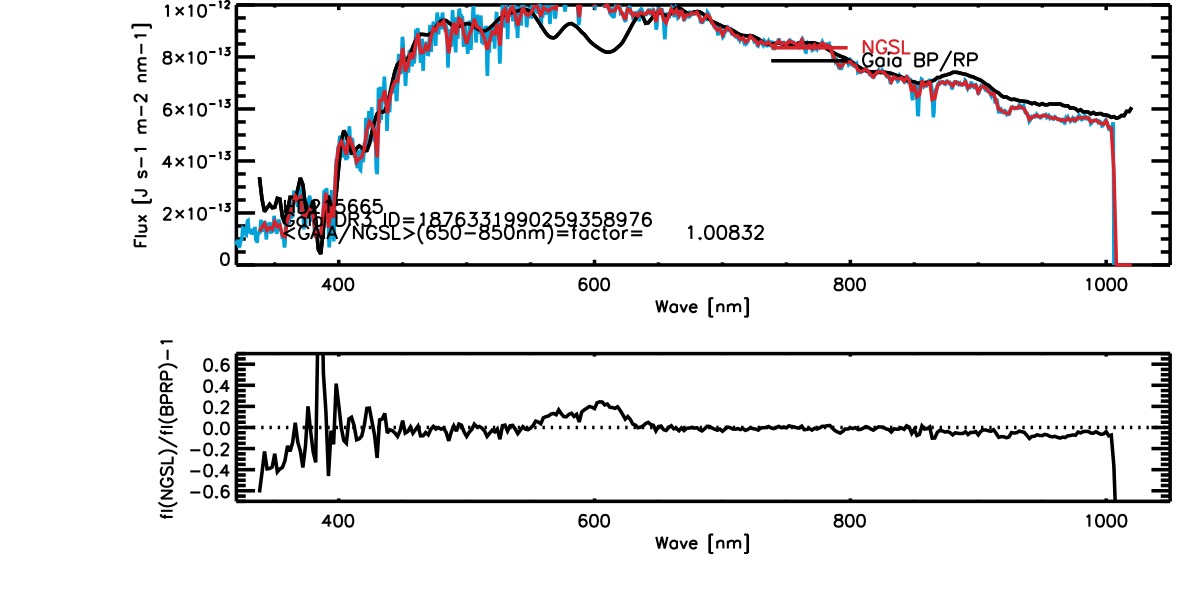 1×10−12
8×10−13
6×10−13
4×10−13
2×10−13
0
Flux [J s−1 m−2 nm−1]
NGSL
Gaia BP/RP
Gaia DR3 ID=1876331990259358976
<GAIA/NGSL>(650−850nm)=factor= 1.00832
400 600 800 1000
Wave [nm]
fl(NGSL)/fl(BPRP)−1
0.6
0.4
0.2
0.0
−0.2
−0.4
−0.6
400 600 800 1000
Wave [nm]